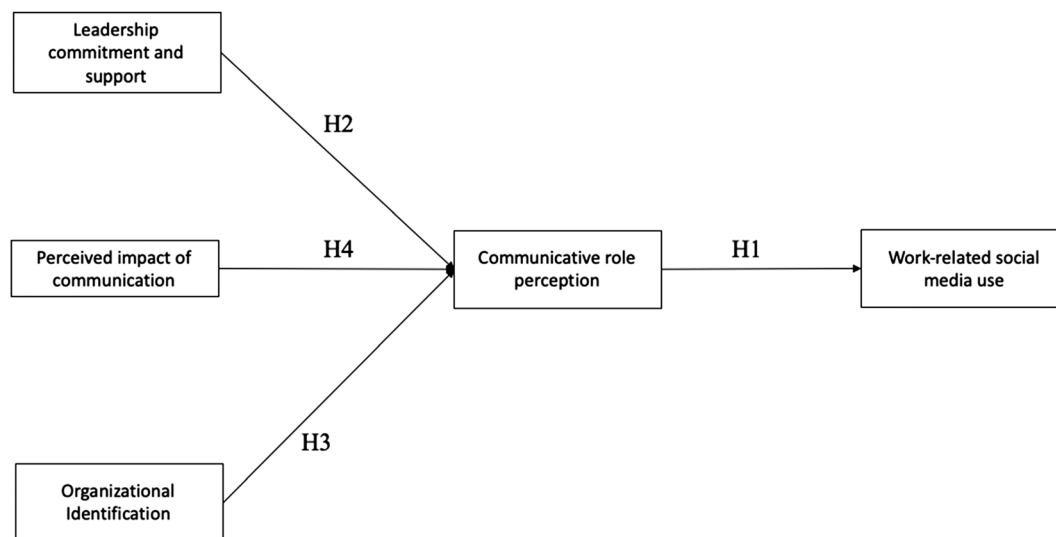 Leadership
commitment and
support
H2
Perceived impact of
communication
H4
Communicative role
perception
H1
Work-related social
media use
H3
Organizational
Identification